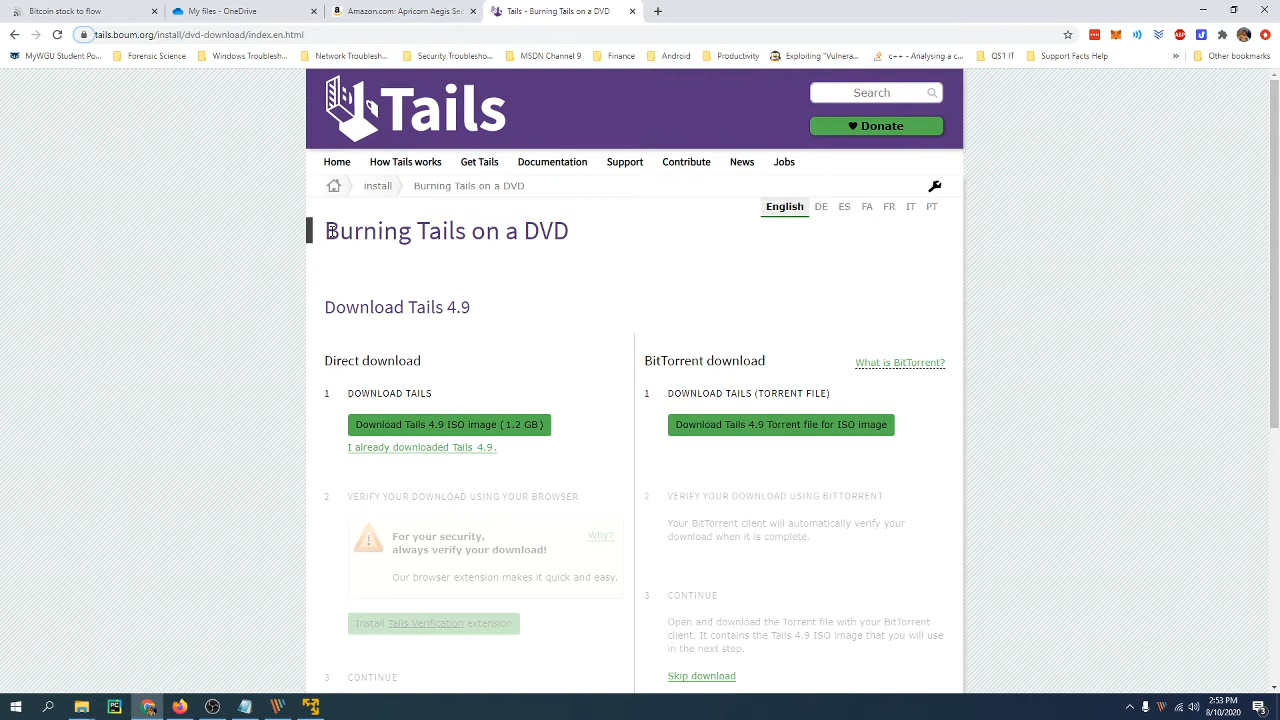 Bitcoin stock to flow
My files - OneDrive
Amazon.com: Apricorn Aegis Sec
Tails - Burning Tails on a DVD
tails.boum.org/install/dvd-download/index.en.html
MyWGU Student Po...
Forensic Science
Windows Troublesh...
Network Troublesh...
Security Troublesho...
MSDN Channel 9
Finance
Android
Productivity
Exploiting "Vulnera...
c++ - Analysing a c...
QS1 IT
Support Facts Help
»
Other bookmarks
Tails
Search
♥ Donate
Home
How Tails works
Get Tails
Documentation
Support
Contribute
News
Jobs
install
Burning Tails on a DVD
English DE ES FA FR IT PT
Burning Tails on a DVD
Download Tails 4.9
Direct download
1 DOWNLOAD TAILS
Download Tails 4.9 ISO image (1.2 GB)
I already downloaded Tails 4.9.
2 VERIFY YOUR DOWNLOAD USING YOUR BROWSER
For your security,
always verify your download!
Why?
Our browser extension makes it quick and easy.
Install Tails Verification extension
3 CONTINUE
BitTorrent download
What is BitTorrent?
1 DOWNLOAD TAILS (TORRENT FILE)
Download Tails 4.9 Torrent file for ISO image
2 VERIFY YOUR DOWNLOAD USING BITTORRENT
Your BitTorrent client will automatically verify your
download when it is complete.
3 CONTINUE
Open and download the Torrent file with your BitTorrent
client. It contains the Tails 4.9 ISO image that you will use
in the next step.
Skip download
2:53 PM
8/10/2020